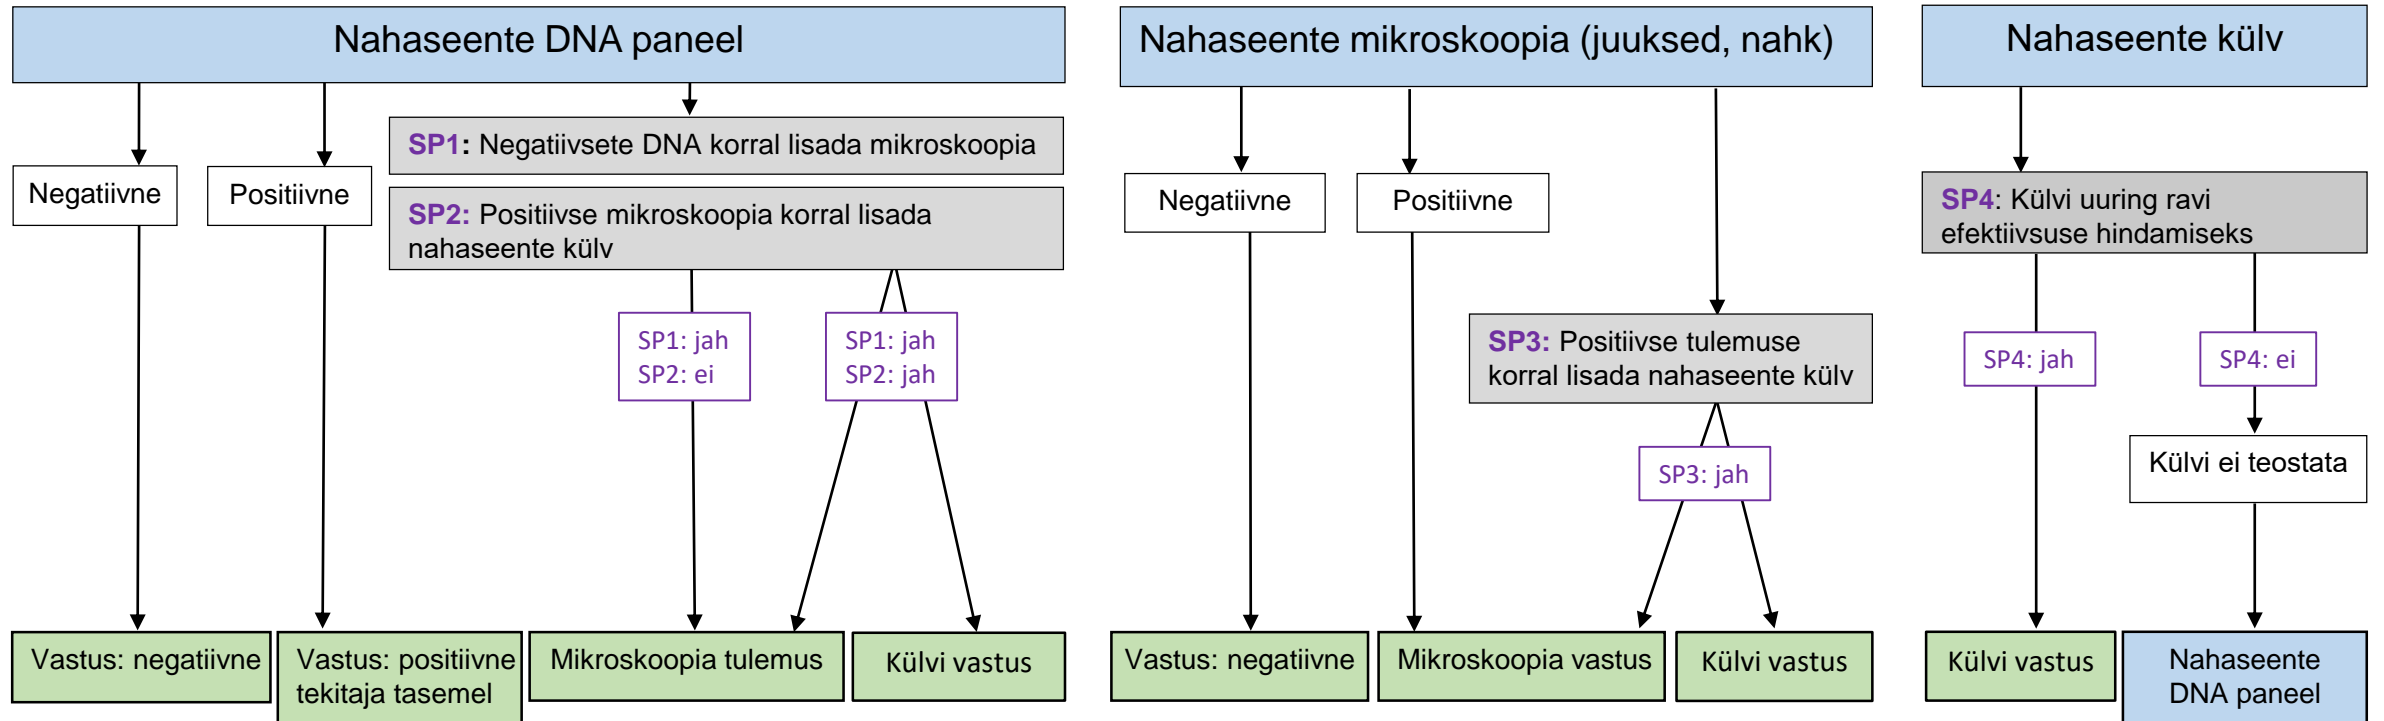 Nahaseente DNA paneel
Negatiivne
Positiivne
SP1: Negatiivsete DNA korral lisada mikroskoopia
SP2: Positiivse mikroskoopia korral lisada
nahaseente külv
SP1: jah
SP2: ei
SP1: jah
SP2: jah
Vastus: negatiivne
Vastus: positiivne
tekitaja tasemel
Mikroskoopia tulemus
Külvi vastus
Nahaseente mikroskoopia (juuksed, nahk)
Negatiivne
Positiivne
SP3: Positiivse tulemuse
korral lisada nahaseente külv
SP3: jah
Vastus: negatiivne
Mikroskoopia vastus
Külvi vastus
Nahaseente külv
SP4: Külvi uuring ravi
efektiivsuse hindamiseks
SP4: jah
SP4: ei
Külvi ei teostata
Külvi vastus
Nahaseente
DNA paneel